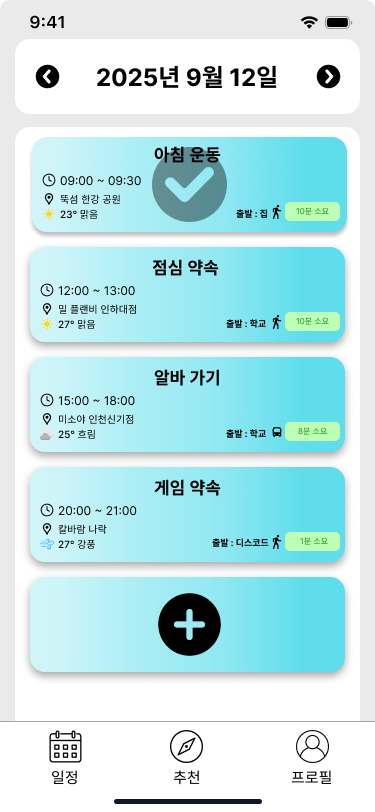 9:41
2025년 9월 12일
아침 운동
09:00 ~ 09:30
뚝섬 한강 공원
23° 맑음
출발 : 집
10분 소요
점심 약속
12:00 ~ 13:00
밀 플랜비 인하대점
27° 맑음
출발 : 학교
10분 소요
알바 가기
15:00 ~ 18:00
미소야 인천신기점
25° 흐림
출발 : 학교
8분 소요
게임 약속
20:00 ~ 21:00
칼바람 나락
27° 강풍
출발 : 디스코드
1분 소요
일정
추천
프로필